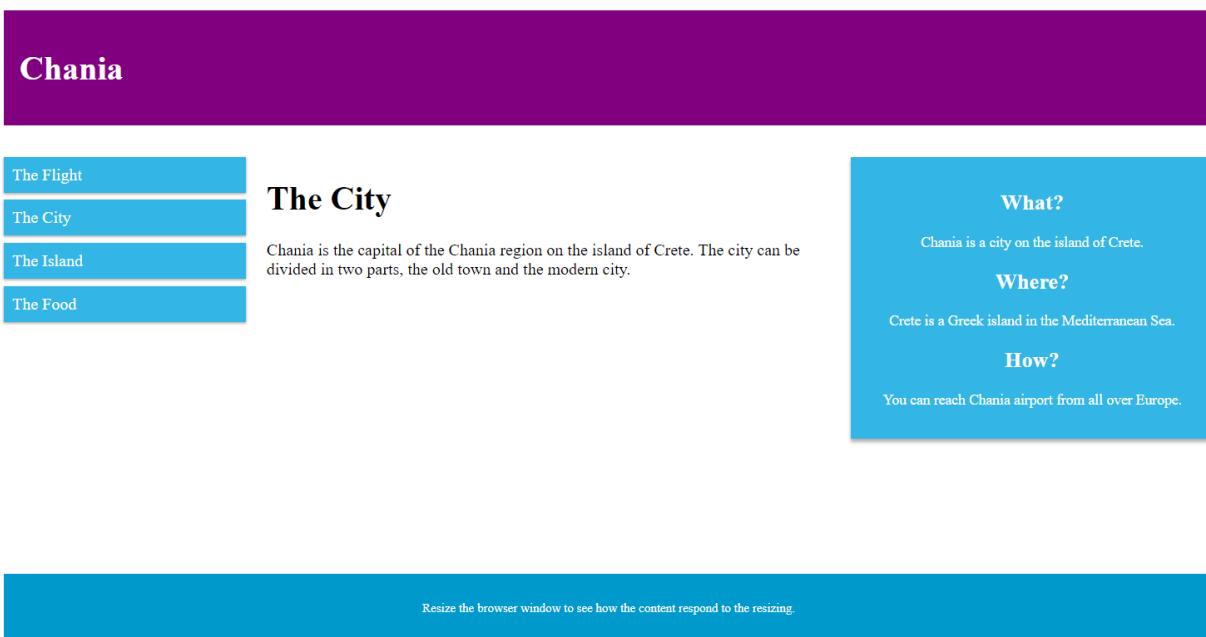 Chania
The Flight
The City
The Island
The Food
The City
Chania is the capital of the Chania region on the island of Crete. The city can be
divided in two parts, the old town and the modern city.
What?
Chania is a city on the island of Crete.
Where?
Crete is a Greek island in the Mediterranean Sea.
How?
You can reach Chania airport from all over Europe.
Resize the browser window to see how the content respond to the resizing.